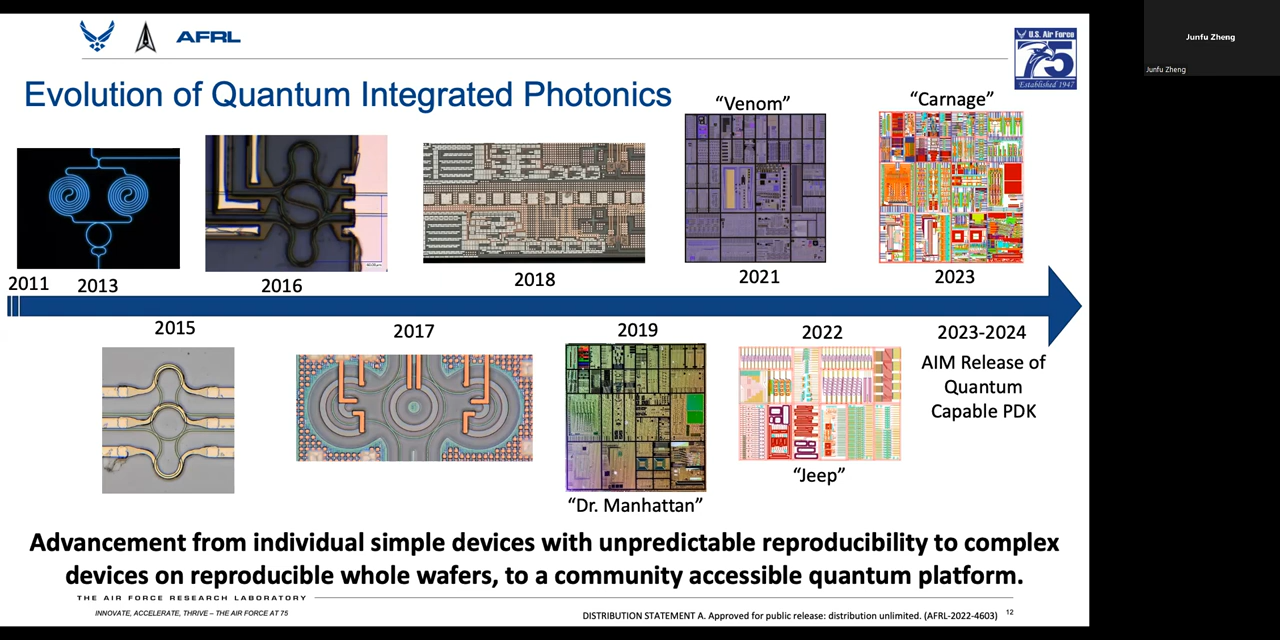 AFRL
U.S. Air Force
75
Established 1947
Evolution of Quantum Integrated Photonics
"Venom"
"Carnage"
2011
2013
2016
2018
2021
2023
2015
2017
2019
2022
2023-2024
AIM Release of
Quantum
Capable PDK
"Jeep"
"Dr. Manhattan"
Advancement from individual simple devices with unpredictable reproducibility to complex
devices on reproducible whole wafers, to a community accessible quantum platform.
THE AIR FORCE RESEARCH LABORATORY
INNOVATE, ACCELERATE, THRIVE – THE AIR FORCE AT 75
DISTRIBUTION STATEMENT A. Approved for public release: distribution unlimited. (AFRL-2022-4603)
12
Junfu Zheng
Junfu Zheng